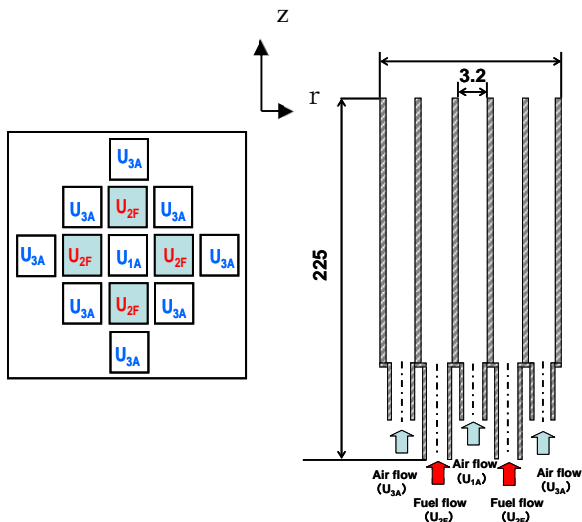 z
r
3.2
225
U3A
U3A U2F U3A
U3A U2F U1A U2F U3A
U3A U2F U3A
U3A
Air flow
(U3A)
Fuel flow
(U2F)
Air flow
(U1A)
Fuel flow
(U2F)
Air flow
(U3A)